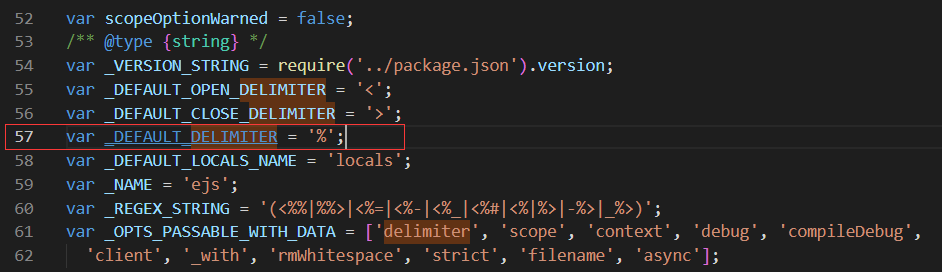 52 var scopeOptionWarned = false;
53 /** @type {string} */
54 var _VERSION_STRING = require('../package.json').version;
55 var _DEFAULT_OPEN_DELIMITER = '<';
56 var _DEFAULT_CLOSE_DELIMITER = '>';
57 var _DEFAULT_DELIMITER = '%';
58 var _DEFAULT_LOCALS_NAME = 'locals';
59 var _NAME = 'ejs';
60 var _REGEX_STRING = '(<%%|%%>|<%=|<%-|<%_|<%#|<%|%>|-%>|_%>)';
61 var _OPTS_PASSABLE_WITH_DATA = ['delimiter', 'scope', 'context', 'debug', 'compileDebug',
62 'client', '_with', 'rmWhitespace', 'strict', 'filename', 'async'];